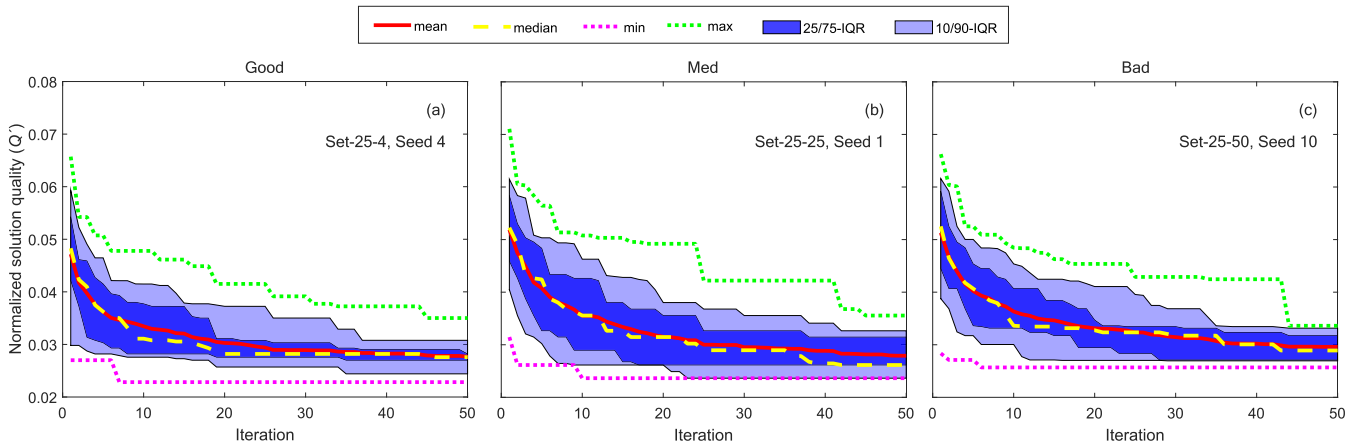 mean median min max 25/75-IQR 10/90-IQR
Good Med Bad
Normalized solution quality (Q´)
0.08
0.07
0.06
0.05
0.04
0.03
0.02
(a)
Set-25-4, Seed 4
(b)
Set-25-25, Seed 1
(c)
Set-25-50, Seed 10
0 10 20 30 40 50
0 10 20 30 40 50
0 10 20 30 40 50
Iteration Iteration Iteration